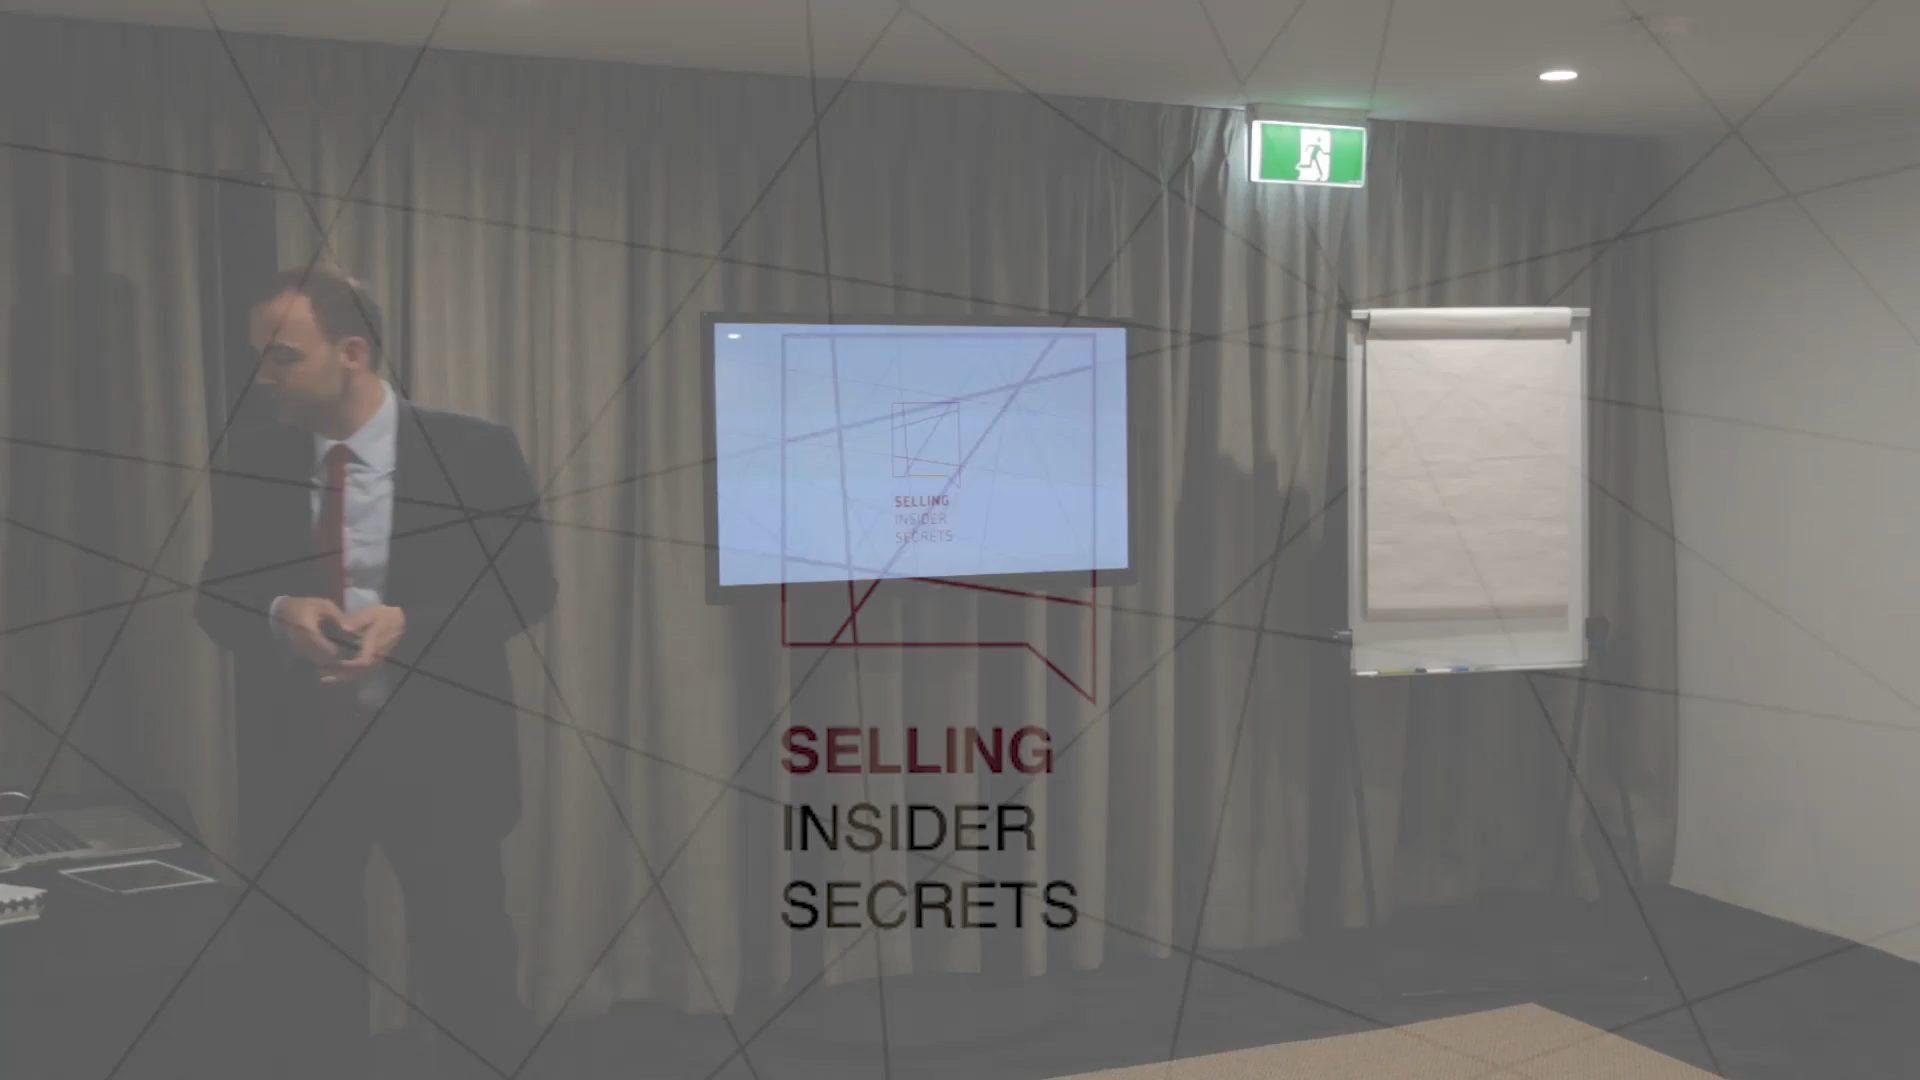 SELLING
INSIDER
SECRETS
SELLING
INSIDER
SECRETS